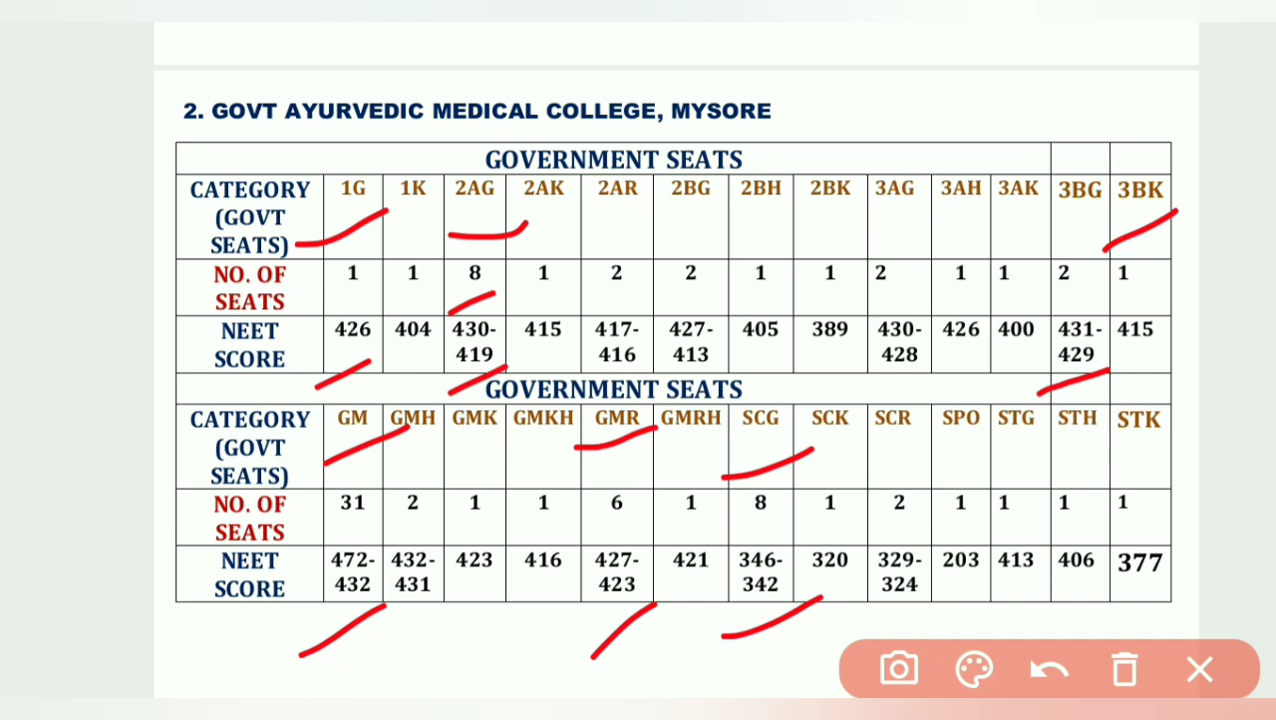 2. GOVT AYURVEDIC MEDICAL COLLEGE, MYSORE
GOVERNMENT SEATS
CATEGORY (GOVT SEATS) 1G 1K 2AG 2AK 2AR 2BG 2BH 2BK 3AG 3AH 3AK 3BG 3BK
NO. OF SEATS 1 1 8 1 2 2 1 1 2 1 1 2 1
NEET SCORE 426 404 430-419 415 417-416 427-413 405 389 430-428 426 400 431-429 415
GOVERNMENT SEATS
CATEGORY (GOVT SEATS) GM GMH GMK GMKH GMR GMRH SCG SCK SCR SPO STG STH STK
NO. OF SEATS 31 2 1 1 6 1 8 1 2 1 1 1 1
NEET SCORE 472-432 432-431 423 416 427-423 421 346-342 320 329-324 203 413 406 377